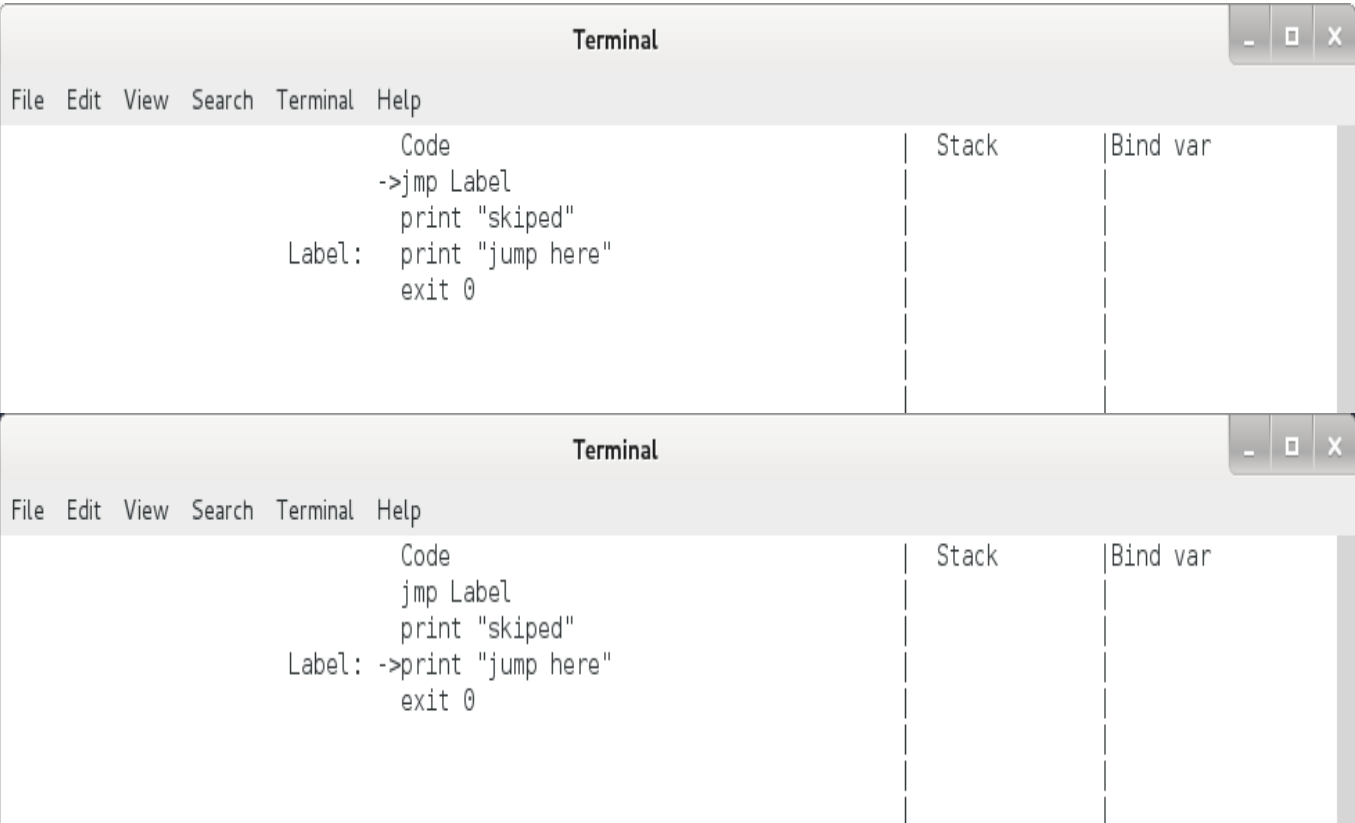 Terminal
File Edit View Search Terminal Help
Code | Stack |Bind var
->jmp Label | |
print "skiped" | |
Label: print "jump here" | |
exit 0 | |
| |
| |
| |
Terminal
File Edit View Search Terminal Help
Code | Stack |Bind var
jmp Label | |
print "skiped" | |
Label: ->print "jump here" | |
exit 0 | |
| |
| |
| |